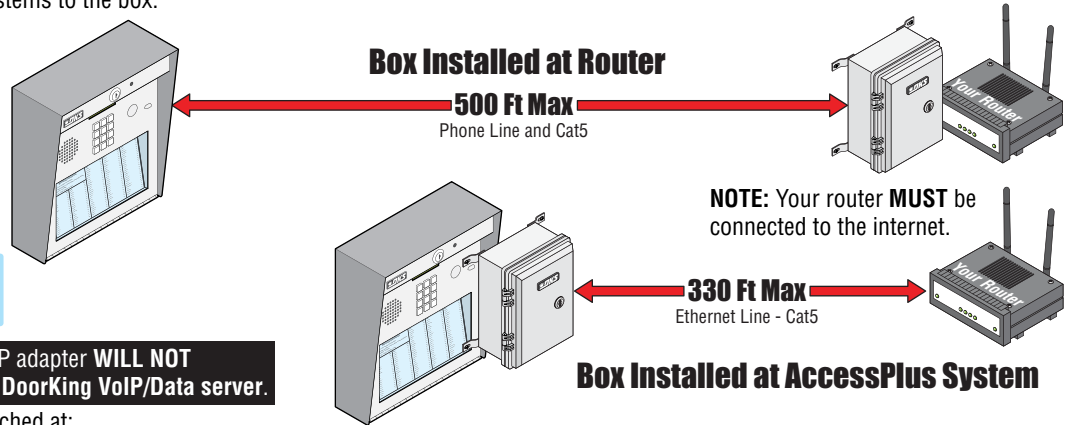 stems to the box.
Box Installed at Router
500 Ft Max
Phone Line and Cat5
Your Router
NOTE: Your router MUST be
connected to the internet.
330 Ft Max
Ethernet Line - Cat5
Your Router
Box Installed at AccessPlus System
P adapter WILL NOT
DoorKing VoIP/Data server.
ched at: